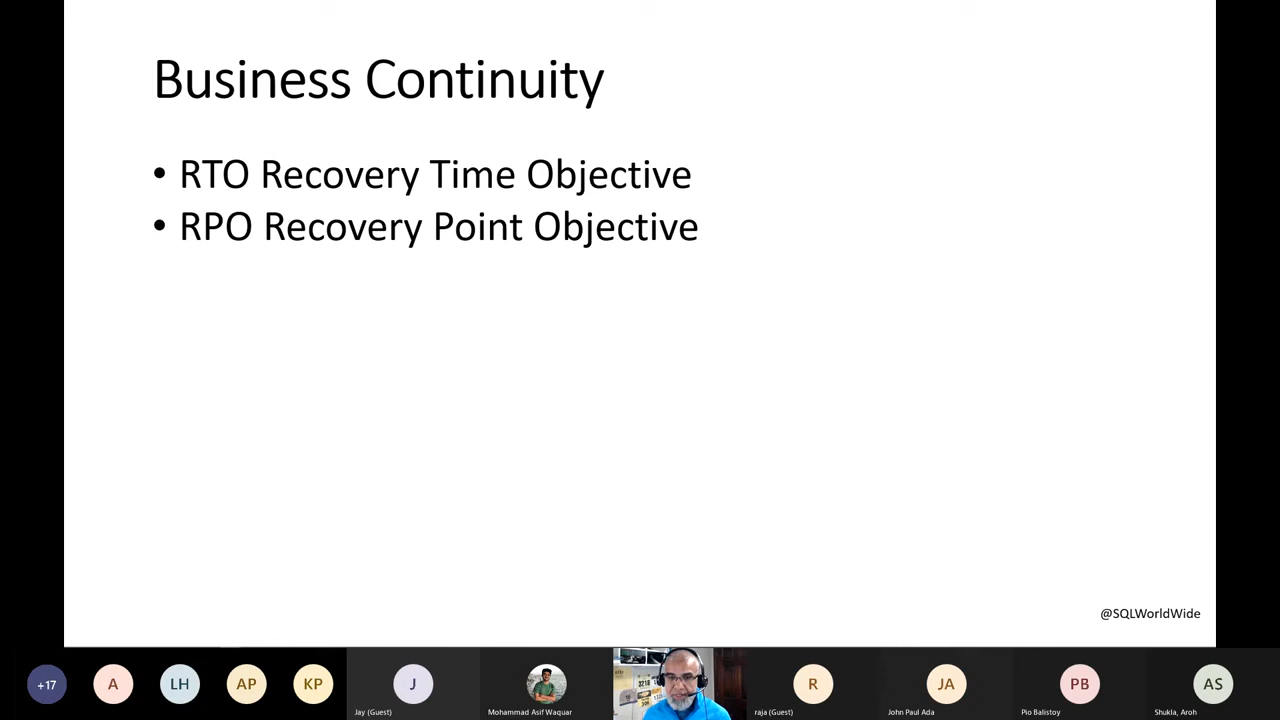 Business Continuity
• RTO Recovery Time Objective
• RPO Recovery Point Objective
@SQLWorldWide
+17
A
LH
AP
KP
J
R
JA
PB
AS
Jay (Guest)
Mohammad Asif Waquar
raja (Guest)
John Paul Ada
Pio Balistoy
Shukla, Aroh